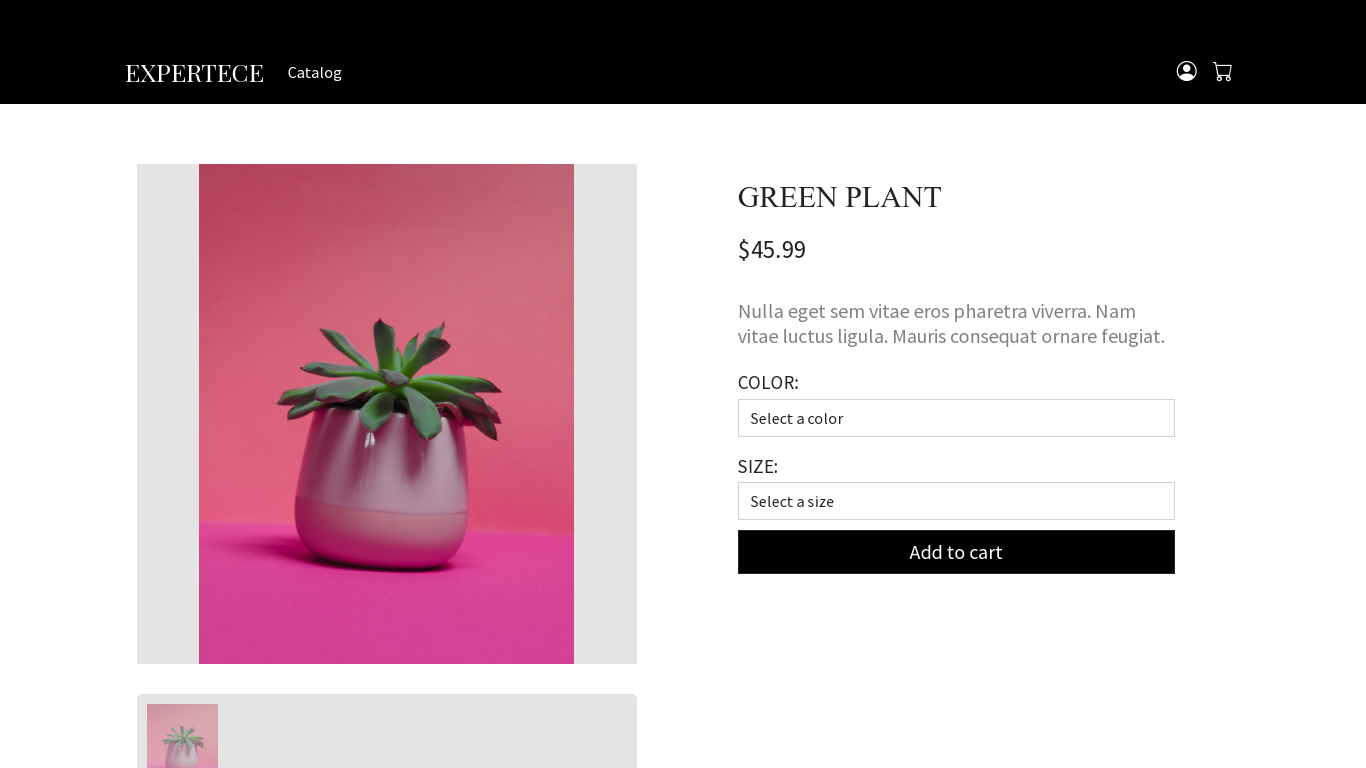 EXPERTECE
Catalog
GREEN PLANT
$45.99
Nulla eget sem vitae eros pharetra viverra. Nam
vitae luctus ligula. Mauris consequat ornare feugiat.
COLOR:
Select a color
SIZE:
Select a size
Add to cart